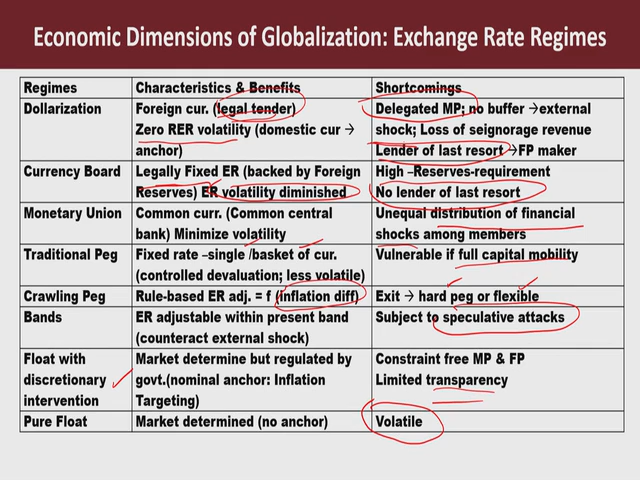 Economic Dimensions of Globalization: Exchange Rate Regimes
Regimes Characteristics & Benefits Shortcomings
Dollarization Foreign cur. (legal tender) Delegated MP; no buffer →external
Zero RER volatility (domestic cur → shock; Loss of seignorage revenue
anchor) Lender of last resort →FP maker
Currency Board Legally Fixed ER (backed by Foreign High –Reserves-requirement
Reserves) ER volatility diminished No lender of last resort
Monetary Union Common curr. (Common central Unequal distribution of financial
bank) Minimize volatility shocks among members
Traditional Peg Fixed rate –single /basket of cur. Vulnerable if full capital mobility
(controlled devaluation; less volatile)
Crawling Peg Rule-based ER adj. = f (inflation diff) Exit → hard peg or flexible
Bands ER adjustable within present band Subject to speculative attacks
(counteract external shock)
Float with Market determine but regulated by Constraint free MP & FP
discretionary govt.(nominal anchor: Inflation Limited transparency
intervention Targeting)
Pure Float Market determined (no anchor) Volatile